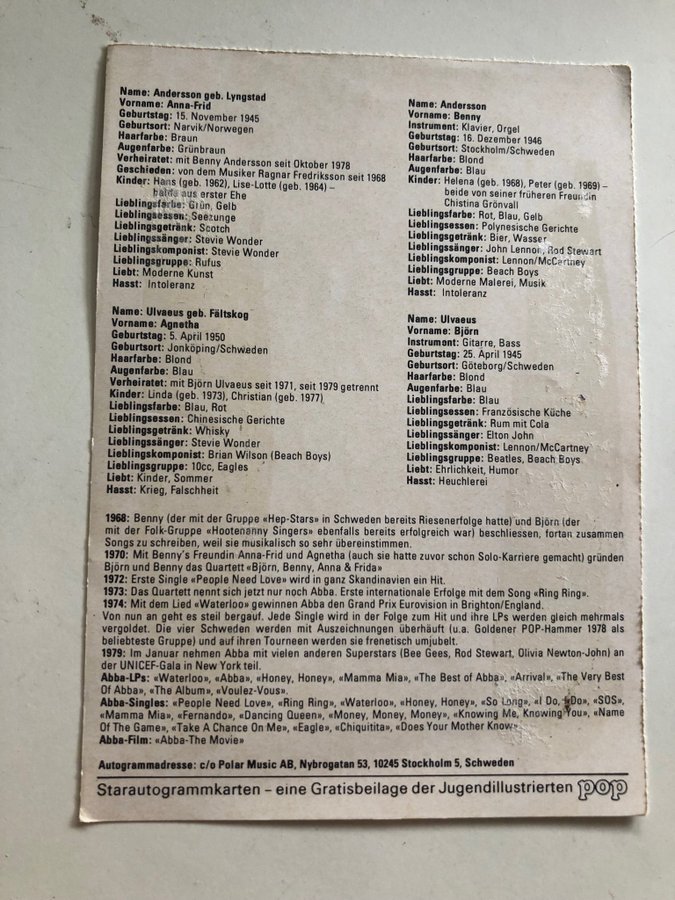 Name: Andersson geb. Lyngstad
Vorname: Anna-Frid
Geburtstag: 15. November 1945
Geburtsort: Narvik/Norwegen
Haarfarbe: Braun
Augenfarbe: Grünbraun
Verheiratet: mit Benny Andersson seit Oktober 1978
Geschieden: von dem Musiker Ragnar Fredriksson seit 1968
Kinder: Hans (geb. 1962), Lise-Lotte (geb. 1964) –
beide aus erster Ehe
Lieblingsfarbe: Grün, Gelb
Lieblingsessen: Seezunge
Lieblingsgetränk: Scotch
Lieblingssänger: Stevie Wonder
Lieblingskomponist: Stevie Wonder
Lieblingsgruppe: Rufus
Liebt: Moderne Kunst
Hasst: Intoleranz
Name: Andersson
Vorname: Benny
Instrument: Klavier, Orgel
Geburtstag: 16. Dezember 1946
Geburtsort: Stockholm/Schweden
Haarfarbe: Blond
Augenfarbe: Blau
Kinder: Helena (geb. 1968), Peter (geb. 1969) –
beide von seiner früheren Freundin
Chistina Grönvall
Lieblingsfarbe: Rot, Blau, Gelb
Lieblingsessen: Polynesische Gerichte
Lieblingsgetränk: Bier, Wasser
Lieblingssänger: John Lennon, Rod Stewart
Lieblingskomponist: Lennon/McCartney
Lieblingsgruppe: Beach Boys
Liebt: Moderne Malerei, Musik
Hasst: Intoleranz
Name: Ulvaeus geb. Fältskog
Vorname: Agnetha
Geburtstag: 5. April 1950
Geburtsort: Jonköping/Schweden
Haarfarbe: Blond
Augenfarbe: Blau
Verheiratet: mit Björn Ulvaeus seit 1971, seit 1979 getrennt
Kinder: Linda (geb. 1973), Christian (geb. 1977)
Lieblingsfarbe: Blau, Rot
Lieblingsessen: Chinesische Gerichte
Lieblingsgetränk: Whisky
Lieblingssänger: Stevie Wonder
Lieblingskomponist: Brian Wilson (Beach Boys)
Lieblingsgruppe: 10cc, Eagles
Liebt: Kinder, Sommer
Hasst: Krieg, Falschheit
Name: Ulvaeus
Vorname: Björn
Instrument: Gitarre, Bass
Geburtstag: 25. April 1945
Geburtsort: Göteborg/Schweden
Haarfarbe: Blond
Augenfarbe: Blau
Lieblingsfarbe: Blau
Lieblingsessen: Französische Küche
Lieblingsgetränk: Rum mit Cola
Lieblingssänger: Elton John
Lieblingskomponist: Lennon/McCartney
Lieblingsgruppe: Beatles, Beach Boys
Liebt: Ehrlichkeit, Humor
Hasst: Heuchlerei
1968: Benny (der mit der Gruppe «Hep-Stars» in Schweden bereits Riesenerfolge hatte) und Björn (der
mit der Folk-Gruppe «Hootenanny Singers» ebenfalls bereits erfolgreich war) beschliessen, fortan zusammen
Songs zu schreiben, weil sie musikalisch so sehr übereinstimmen.
1970: Mit Benny's Freundin Anna-Frid und Agnetha (auch sie hatte zuvor schon Solo-Karriere gemacht) gründen
Björn und Benny das Quartett «Björn, Benny, Anna & Frida»
1972: Erste Single «People Need Love» wird in ganz Skandinavien ein Hit.
1973: Das Quartett nennt sich jetzt nur noch Abba. Erste internationale Erfolge mit dem Song «Ring Ring».
1974: Mit dem Lied «Waterloo» gewinnen Abba den Grand Prix Eurovision in Brighton/England.
Von nun an geht es steil bergauf. Jede Single wird in der Folge zum Hit und ihre LPs werden gleich mehrmals
vergoldet. Die vier Schweden werden mit Auszeichnungen überhäuft (u.a. Goldener POP-Hammer 1978 als
beliebteste Gruppe) und auf ihren Tourneen werden sie frenetisch umjubelt.
1979: Im Januar nehmen Abba mit vielen anderen Superstars (Bee Gees, Rod Stewart, Olivia Newton-John) an
der UNICEF-Gala in New York teil.
Abba-LPs: «Waterloo», «Abba», «Honey, Honey», «Mamma Mia», «The Best of Abba», «Arrival», «The Very Best
Of Abba», «The Album», «Voulez-Vous».
Abba-Singles: «People Need Love», «Ring Ring», «Waterloo», «Honey, Honey», «So Long», «I Do, I Do», «SOS»,
«Mamma Mia», «Fernando», «Dancing Queen», «Money, Money, Money», «Knowing Me, Knowing You», «Name
Of The Game», «Take A Chance On Me», «Eagle», «Chiquitita», «Does Your Mother Know»
Abba-Film: «Abba-The Movie»
Autogrammadresse: c/o Polar Music AB, Nybrogatan 53, 10245 Stockholm 5, Schweden
Starautogrammkarten – eine Gratisbeilage der Jugendillustrierten pop